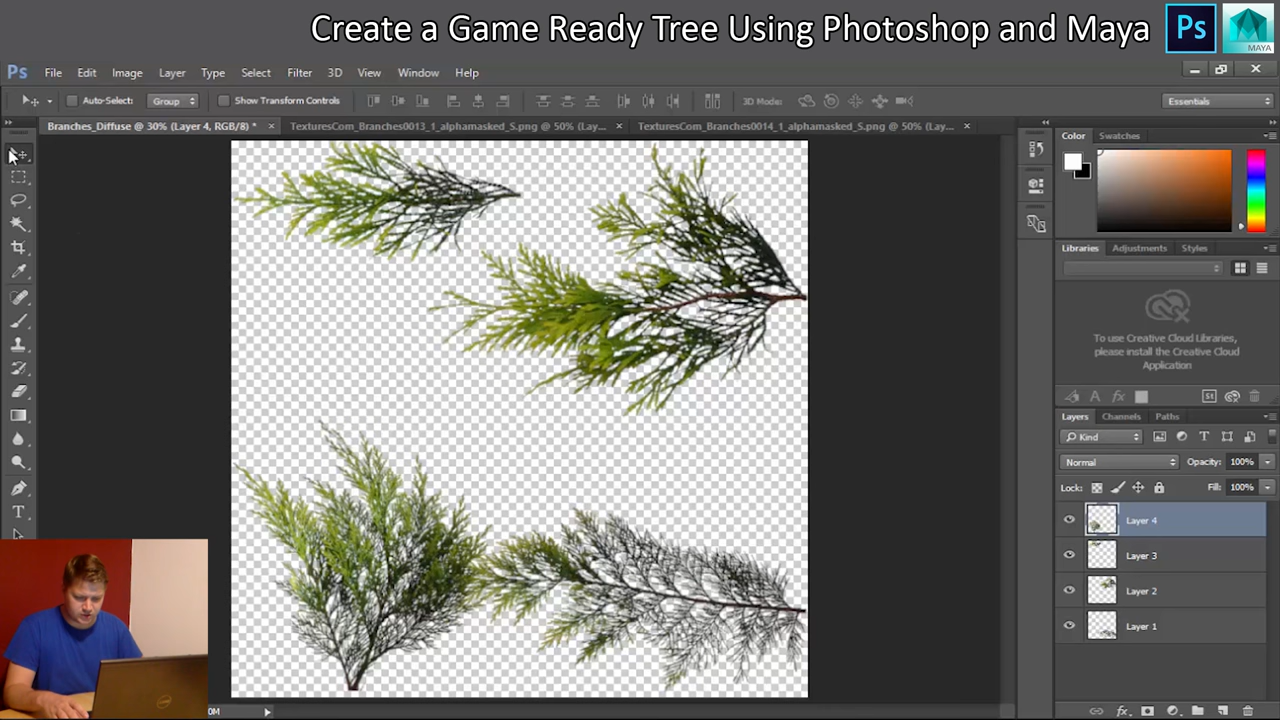 Create a Game Ready Tree Using Photoshop and Maya
Ps
MAYA
Ps File Edit Image Layer Type Select Filter 3D View Window Help
Auto-Select: Group Show Transform Controls 3D Mode: Essentials
Branches_Diffuse @ 30% (Layer 4, RGB/8) * × TexturesCom_Branches0013_1_alphamasked_S.png @ 50% (Lay... × TexturesCom_Branches0014_1_alphamasked_S.png @ 50% (Lay... ×
Color Swatches
Libraries Adjustments Styles
To use Creative Cloud Libraries,
please install the Creative Cloud
Application
Layers Channels Paths
Kind
Normal Opacity: 100%
Lock: Fill: 100%
Layer 4
Layer 3
Layer 2
Layer 1